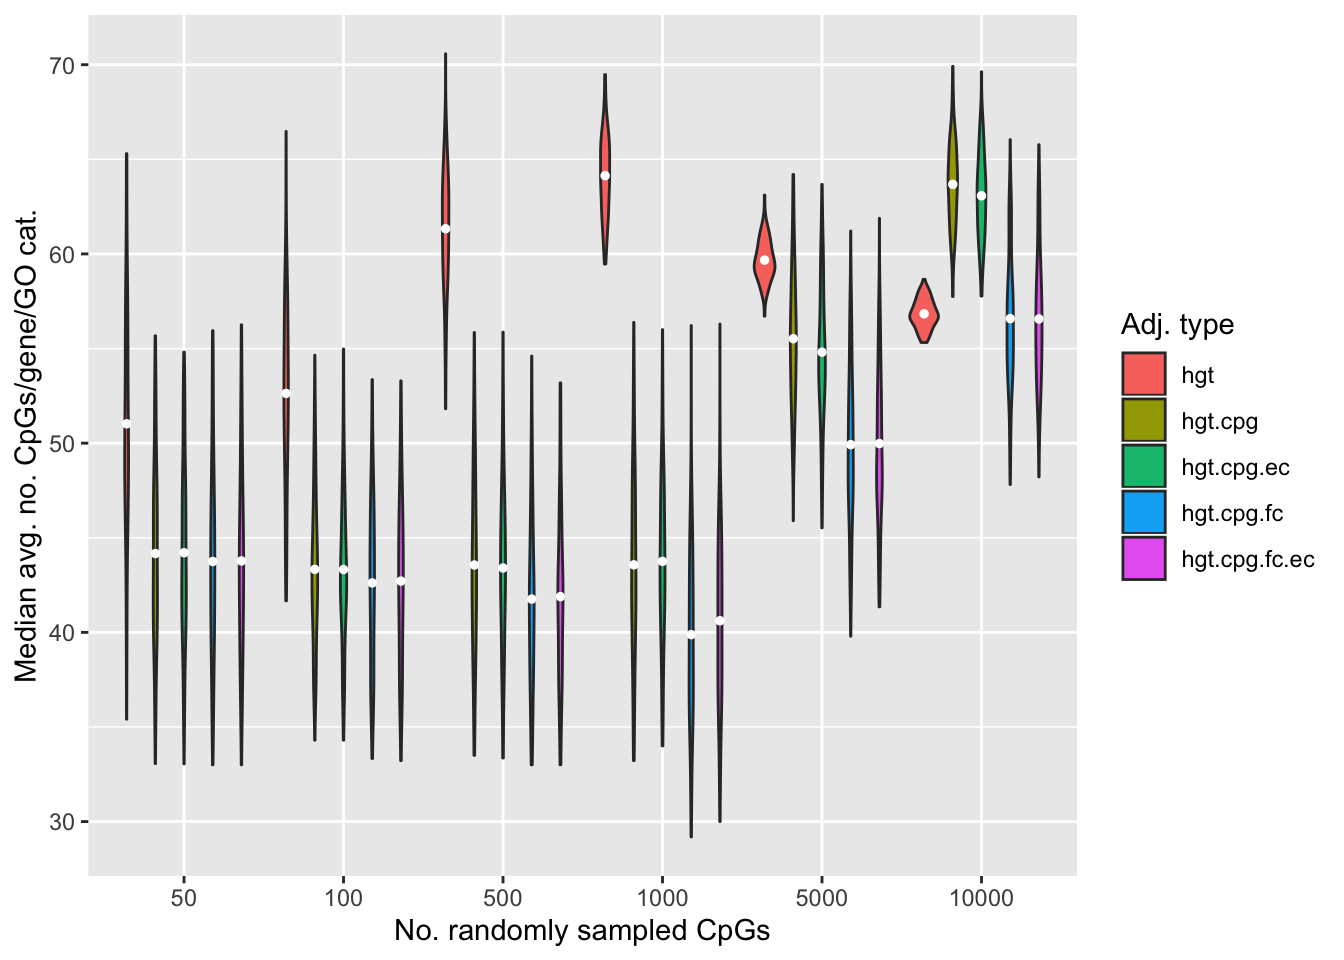 Median avg. no. CpGs/gene/GO cat.
70
60
50
40
30
50 100 500 1000 5000 10000
No. randomly sampled CpGs
Adj. type
hgt
hgt.cpg
hgt.cpg.ec
hgt.cpg.fc
hgt.cpg.fc.ec